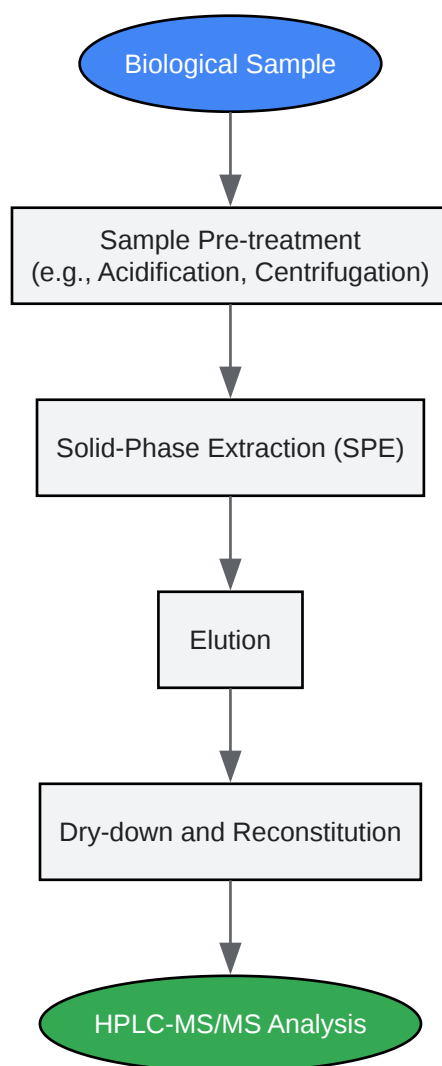 Biological Sample
Sample Pre-treatment
(e.g., Acidification, Centrifugation)
Solid-Phase Extraction (SPE)
Elution
Dry-down and Reconstitution
HPLC-MS/MS Analysis